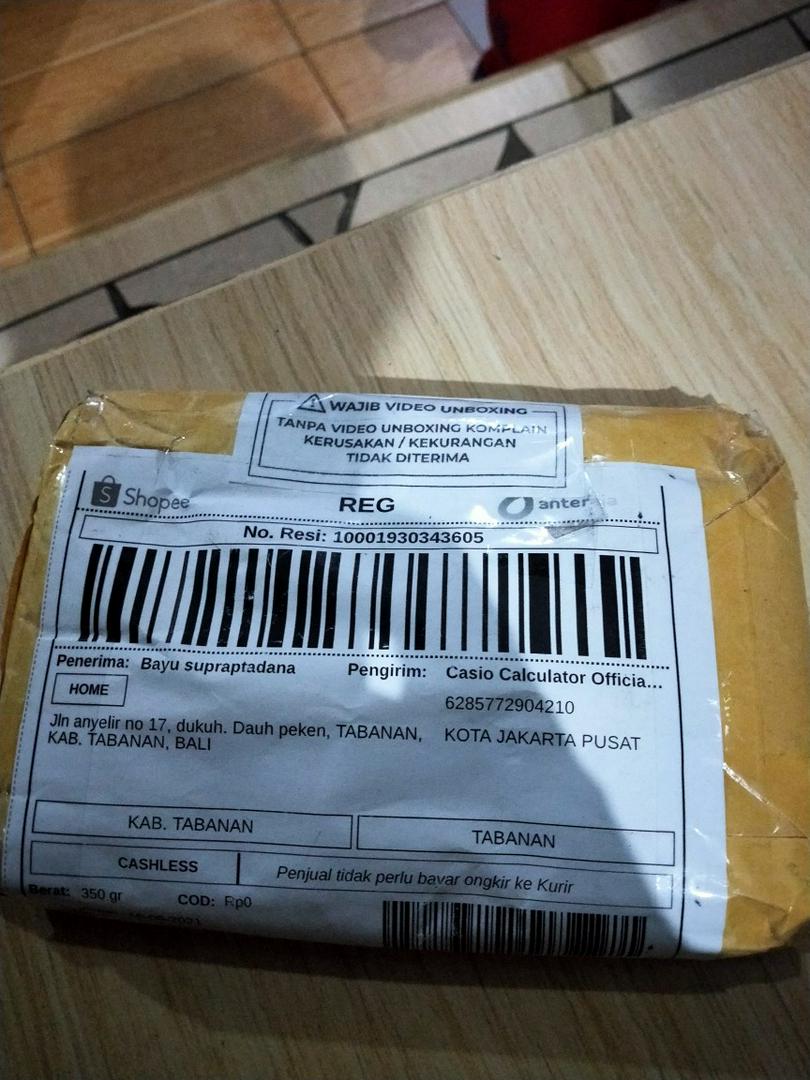 WAJIB VIDEO UNBOXING
TANPA VIDEO UNBOXING KOMPLAIN
KERUSAKAN / KEKURANGAN
TIDAK DITERIMA
Shopee REG anteraja
No. Resi: 10001930343605
Penerima: Bayu supraptadana Pengirim: Casio Calculator Officia...
HOME 6285772904210
Jln anyelir no 17, dukuh. Dauh peken, TABANAN, KOTA JAKARTA PUSAT
KAB. TABANAN, BALI
KAB. TABANAN TABANAN
CASHLESS Penjual tidak perlu bayar ongkir ke Kurir
Berat: 350 gr COD: Rp0